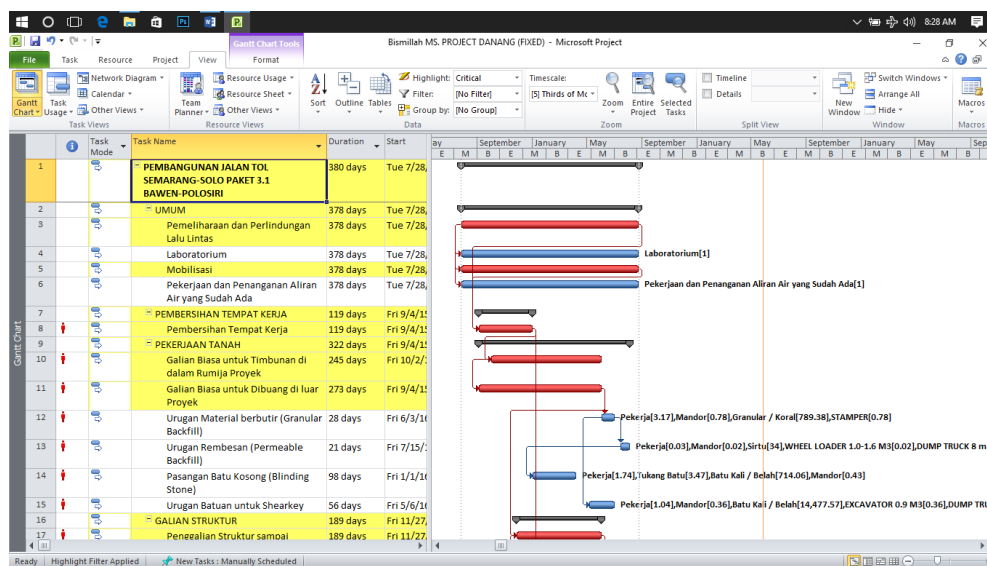 8:28 AM
Gantt Chart Tools
Bismillah MS. PROJECT DANANG (FIXED) - Microsoft Project
File Task Resource Project View Format
Gantt Chart
Task Usage
Network Diagram
Calendar
Other Views
Task Views
Team Planner
Resource Usage
Resource Sheet
Other Views
Resource Views
Sort
Outline
Tables
Highlight: Critical
Filter: [No Filter]
Group by: [No Group]
Data
Timescale:
[5] Thirds of Mc
Zoom
Entire Project
Selected Tasks
Zoom
Timeline
Details
Split View
New Window
Switch Windows
Arrange All
Hide
Window
Macros
Macros
Task Mode Task Name Duration Start
ay September January May September January May September January May Sep
E M B E M B E M B E M B E M B E M B E M B
1 PEMBANGUNAN JALAN TOL SEMARANG-SOLO PAKET 3.1 BAWEN-POLOSIRI 380 days Tue 7/28,
2 UMUM 378 days Tue 7/28,
3 Pemeliharaan dan Perlindungan Lalu Lintas 378 days Tue 7/28,
4 Laboratorium 378 days Tue 7/28, Laboratorium[1]
5 Mobilisasi 378 days Tue 7/28,
6 Pekerjaan dan Penanganan Aliran Air yang Sudah Ada 378 days Tue 7/28, Pekerjaan dan Penanganan Aliran Air yang Sudah Ada[1]
7 PEMBERSIHAN TEMPAT KERJA 119 days Fri 9/4/15
8 Pembersihan Tempat Kerja 119 days Fri 9/4/15
9 PEKERJAAN TANAH 322 days Fri 9/4/15
10 Galian Biasa untuk Timbunan di dalam Rumija Proyek 245 days Fri 10/2/
11 Galian Biasa untuk Dibuang di luar Proyek 273 days Fri 9/4/15
12 Urugan Material berbutir (Granular Backfill) 28 days Fri 6/3/16 Pekerja[3.17],Mandor[0.78],Granular / Koral[789.38],STAMPER[0.78]
13 Urugan Rembesan (Permeable Backfill) 21 days Fri 7/15/ Pekerja[0.03],Mandor[0.02],Sirtu[34],WHEEL LOADER 1.0-1.6 M3[0.02],DUMP TRUCK 8 m
14 Pasangan Batu Kosong (Blinding Stone) 98 days Fri 1/1/16 Pekerja[1.74],Tukang Batu[3.47],Batu Kali / Belah[714.06],Mandor[0.43]
15 Urugan Batuan untuk Shearkey 56 days Fri 5/6/16 Pekerja[1.04],Mandor[0.36],Batu Kali / Belah[14,477.57],EXCAVATOR 0.9 M3[0.36],DUMP TRU
16 GALIAN STRUKTUR 189 days Fri 11/27,
17 Penggalian Struktur sampai 189 days Fri 11/27,
Gantt Chart
Ready Highlight Filter Applied New Tasks : Manually Scheduled